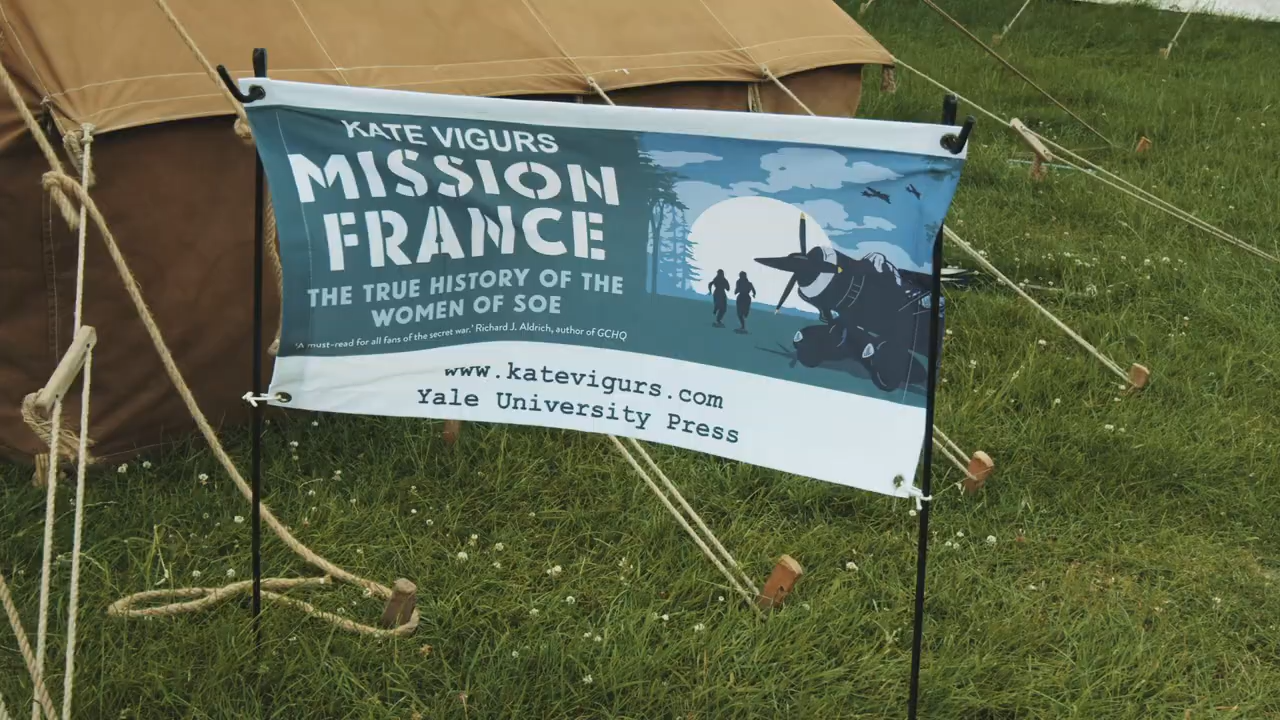 KATE VIGURS
MISSION
FRANCE
THE TRUE HISTORY OF THE
WOMEN OF SOE
'A must-read for all fans of the secret war.' Richard J. Aldrich, author of GCHQ
www.katevigurs.com
Yale University Press